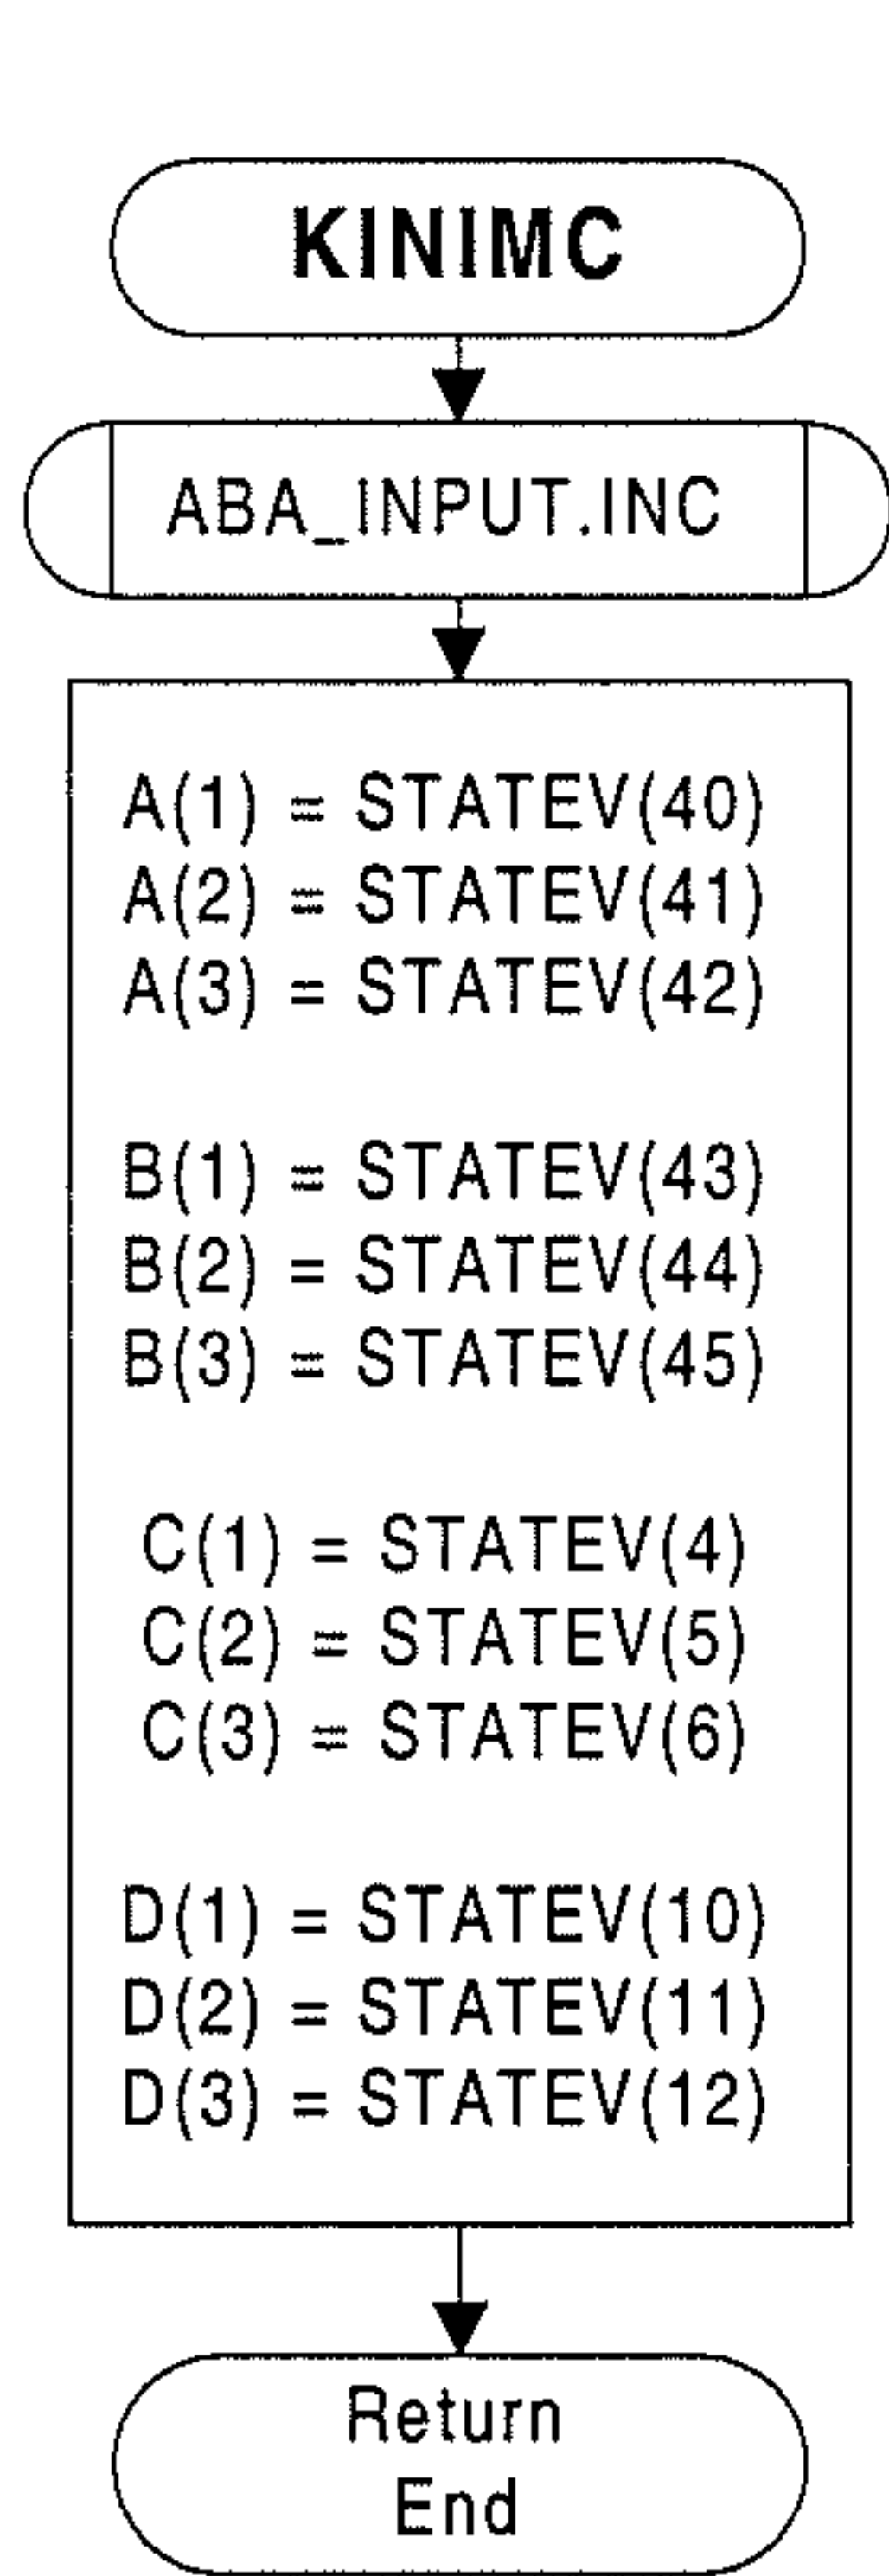 KINIMC
ABA_INPUT.INC
A(1) = STATEV(40)
A(2) = STATEV(41)
A(3) = STATEV(42)
B(1) = STATEV(43)
B(2) = STATEV(44)
B(3) = STATEV(45)
C(1) = STATEV(4)
C(2) = STATEV(5)
C(3) = STATEV(6)
D(1) = STATEV(10)
D(2) = STATEV(11)
D(3) = STATEV(12)
Return
End